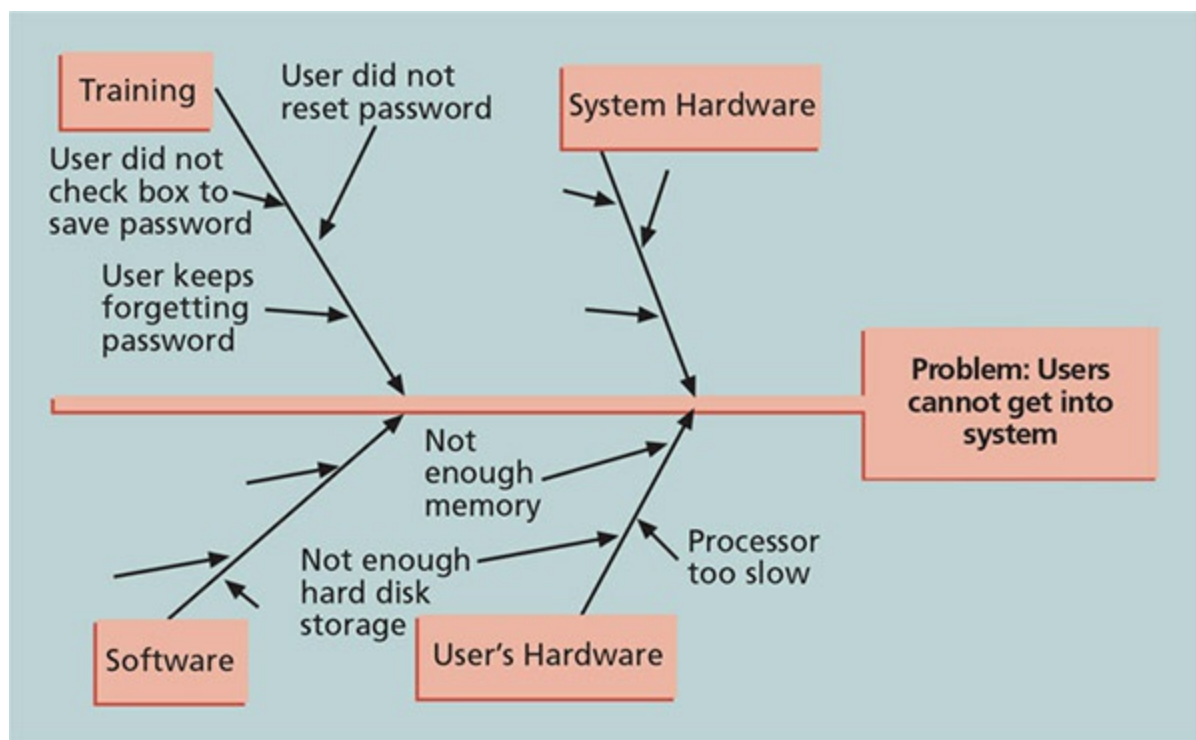 Training
User did not
reset password
System Hardware
User did not
check box to
save password
User keeps
forgetting
password
Problem: Users
cannot get into
system
Not
enough
memory
Not enough
hard disk
storage
Processor
too slow
Software
User's Hardware